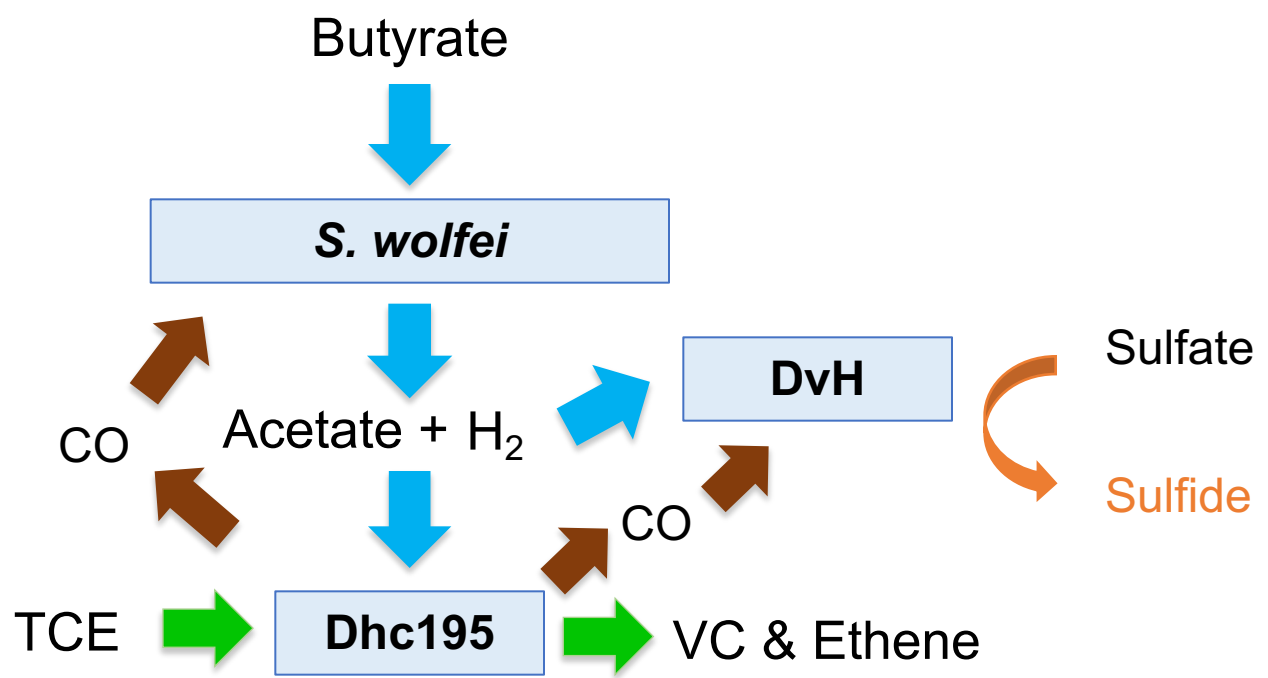 Butyrate
S. wolfei
Sulfate
DvH
Acetate + H₂
CO
Sulfide
CO
TCE
Dhc195
VC & Ethene